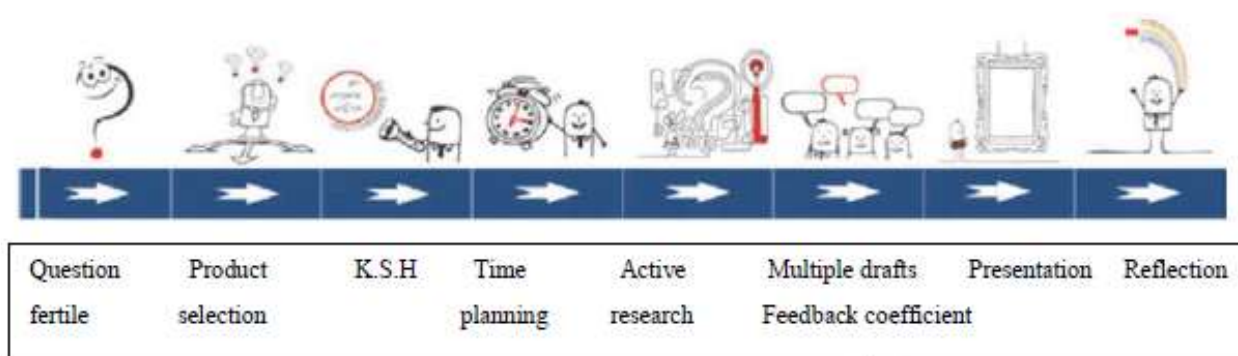 Question Product K.S.H Time Active Multiple drafts Presentation Reflection
fertile selection planning research Feedback coefficient